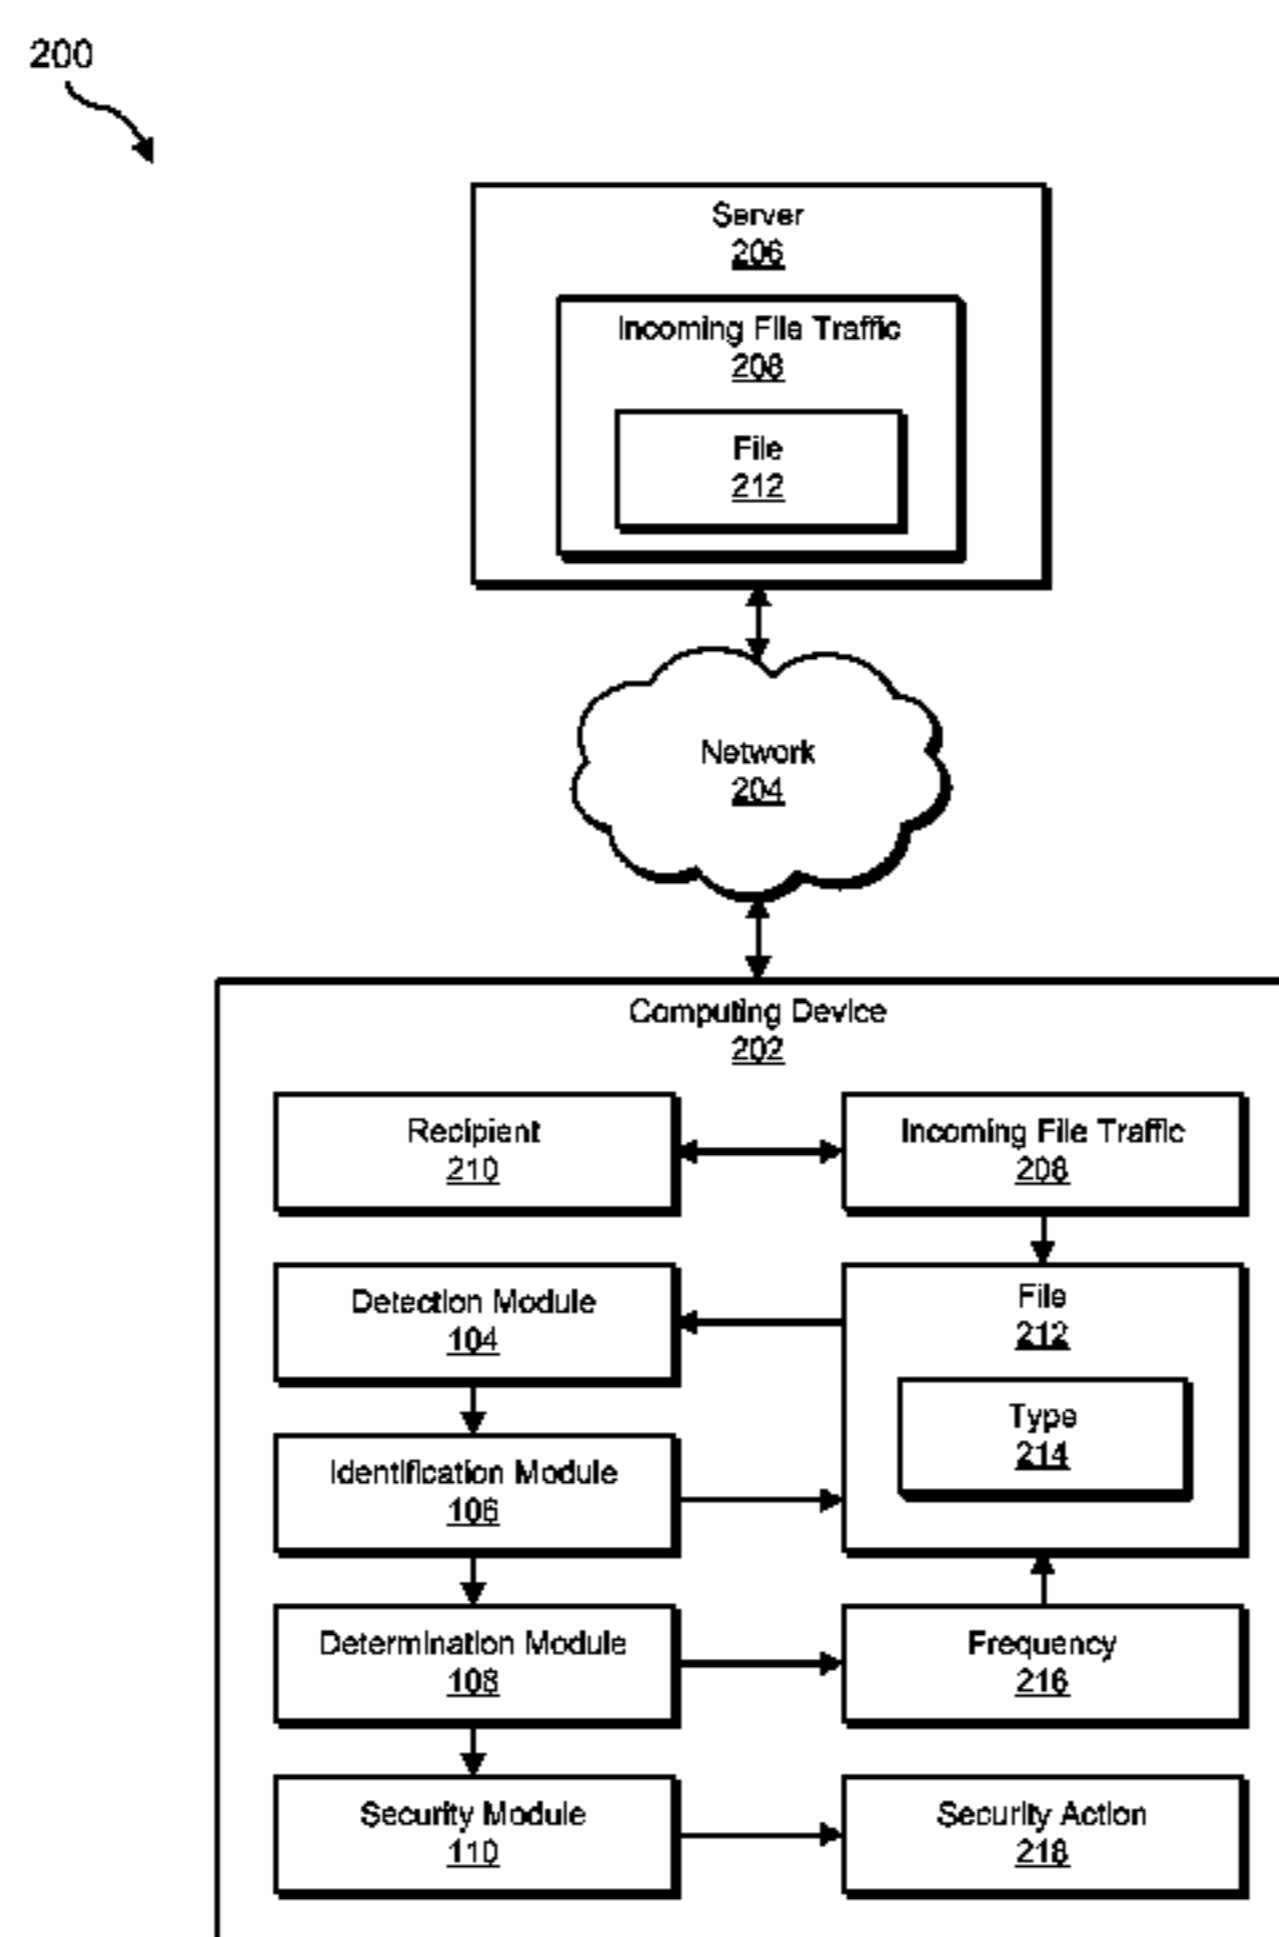 200
Server
206
Incoming File Traffic
208
File
212
Network
204
Computing Device
202
Recipient
210
Incoming File Traffic
208
Detection Module
104
File
212
Type
214
Identification Module
106
Determination Module
108
Frequency
216
Security Module
110
Security Action
218